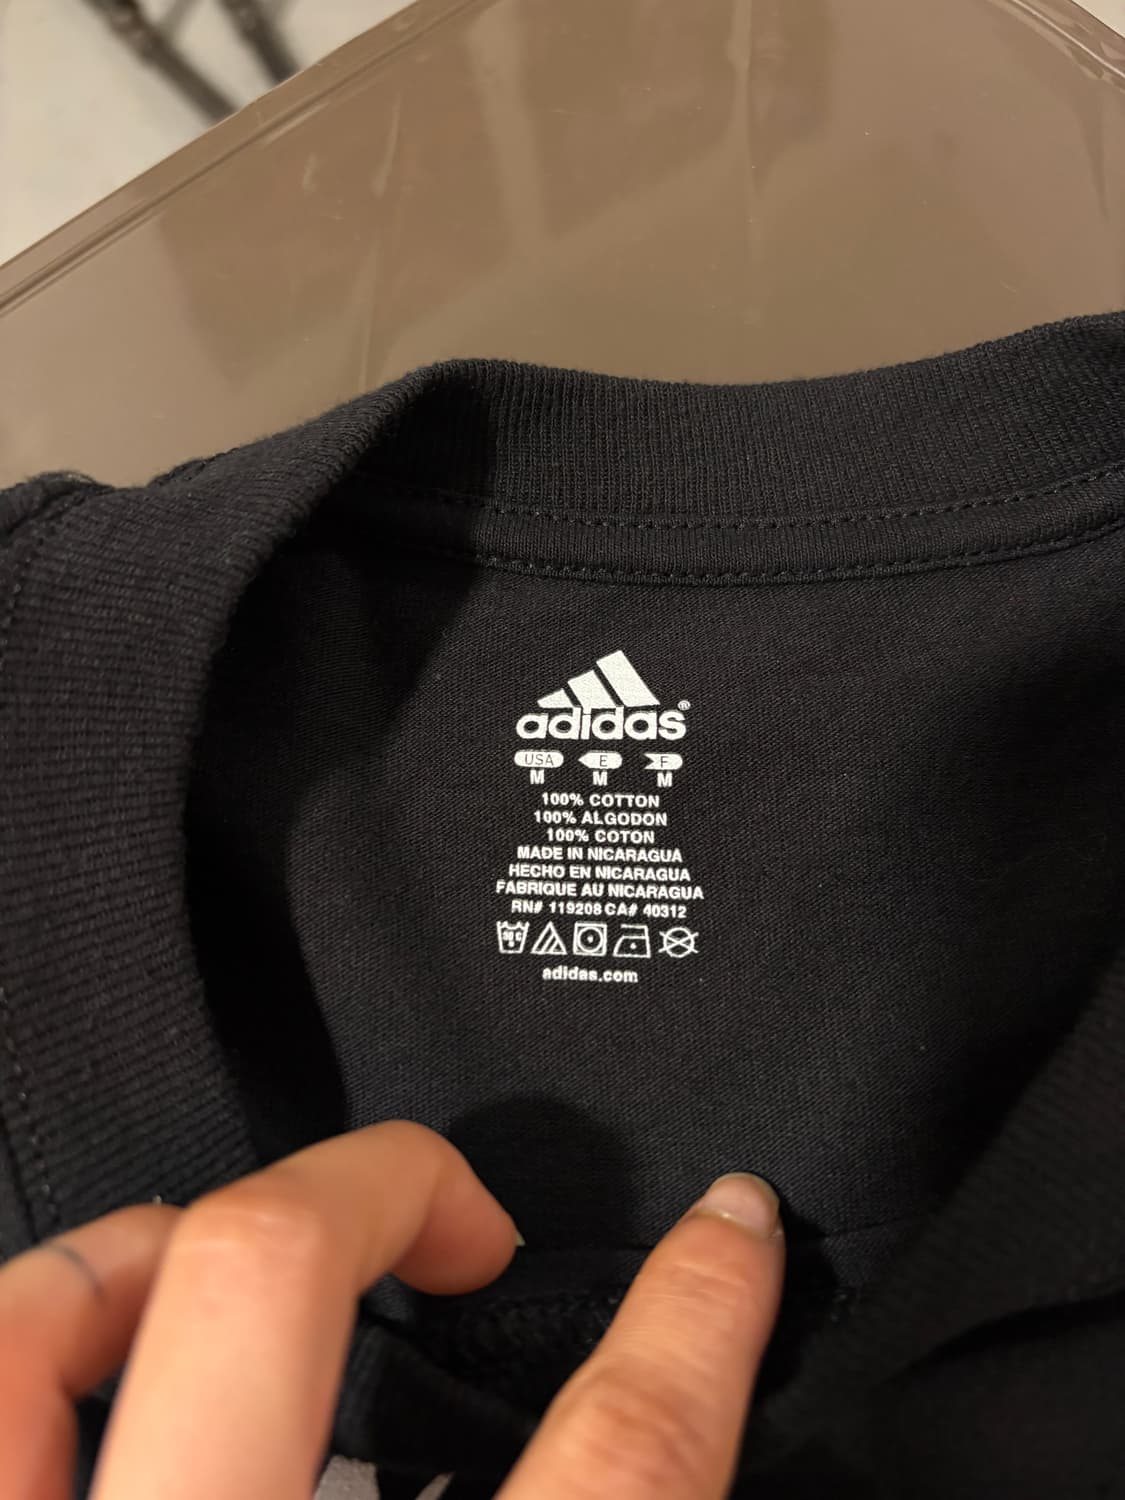 adidas®
USA E F
M M M
100% COTTON
100% ALGODON
100% COTON
MADE IN NICARAGUA
HECHO EN NICARAGUA
FABRIQUE AU NICARAGUA
RN# 119208 CA# 40312
30 C
adidas.com